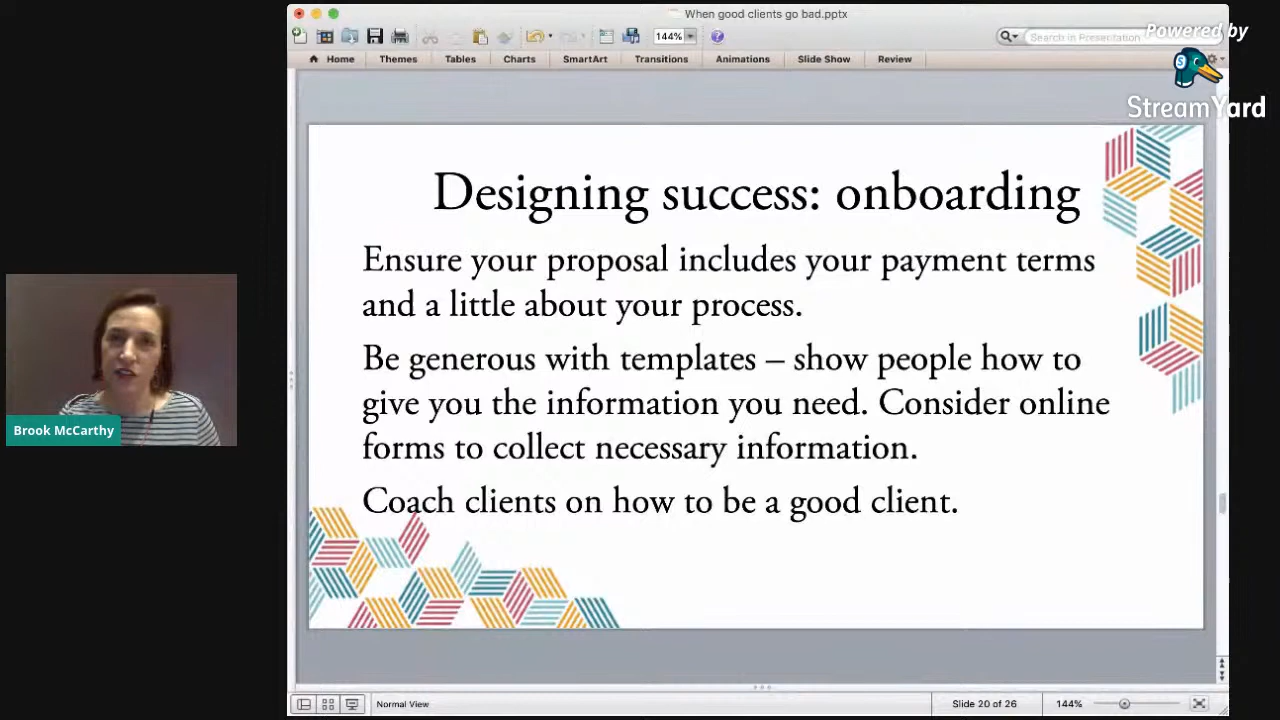 When good clients go bad.pptx
144%
Search in Presentation
Powered by
StreamYard
Home
Themes
Tables
Charts
SmartArt
Transitions
Animations
Slide Show
Review
Designing success: onboarding
Ensure your proposal includes your payment terms
and a little about your process.
Be generous with templates – show people how to
give you the information you need. Consider online
forms to collect necessary information.
Coach clients on how to be a good client.
Brook McCarthy
Normal View
Slide 20 of 26
144%